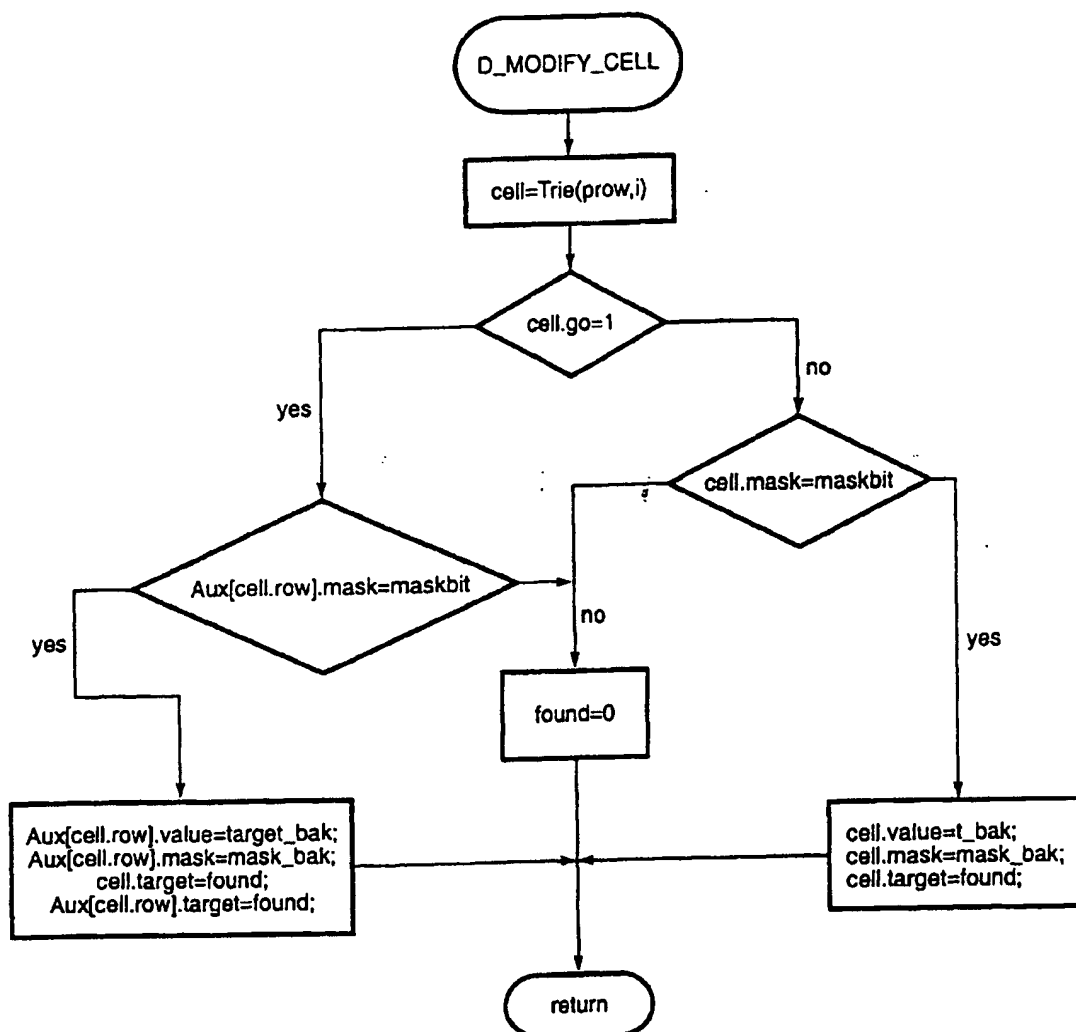 D_MODIFY_CELL
cell=Trie(prow,i)
cell.go=1
yes
no
cell.mask=maskbit
Aux[cell.row].mask=maskbit
yes
no
yes
found=0
Aux[cell.row].value=target_bak;
Aux[cell.row].mask=mask_bak;
cell.target=found;
Aux[cell.row].target=found;
cell.value=t_bak;
cell.mask=mask_bak;
cell.target=found;
return